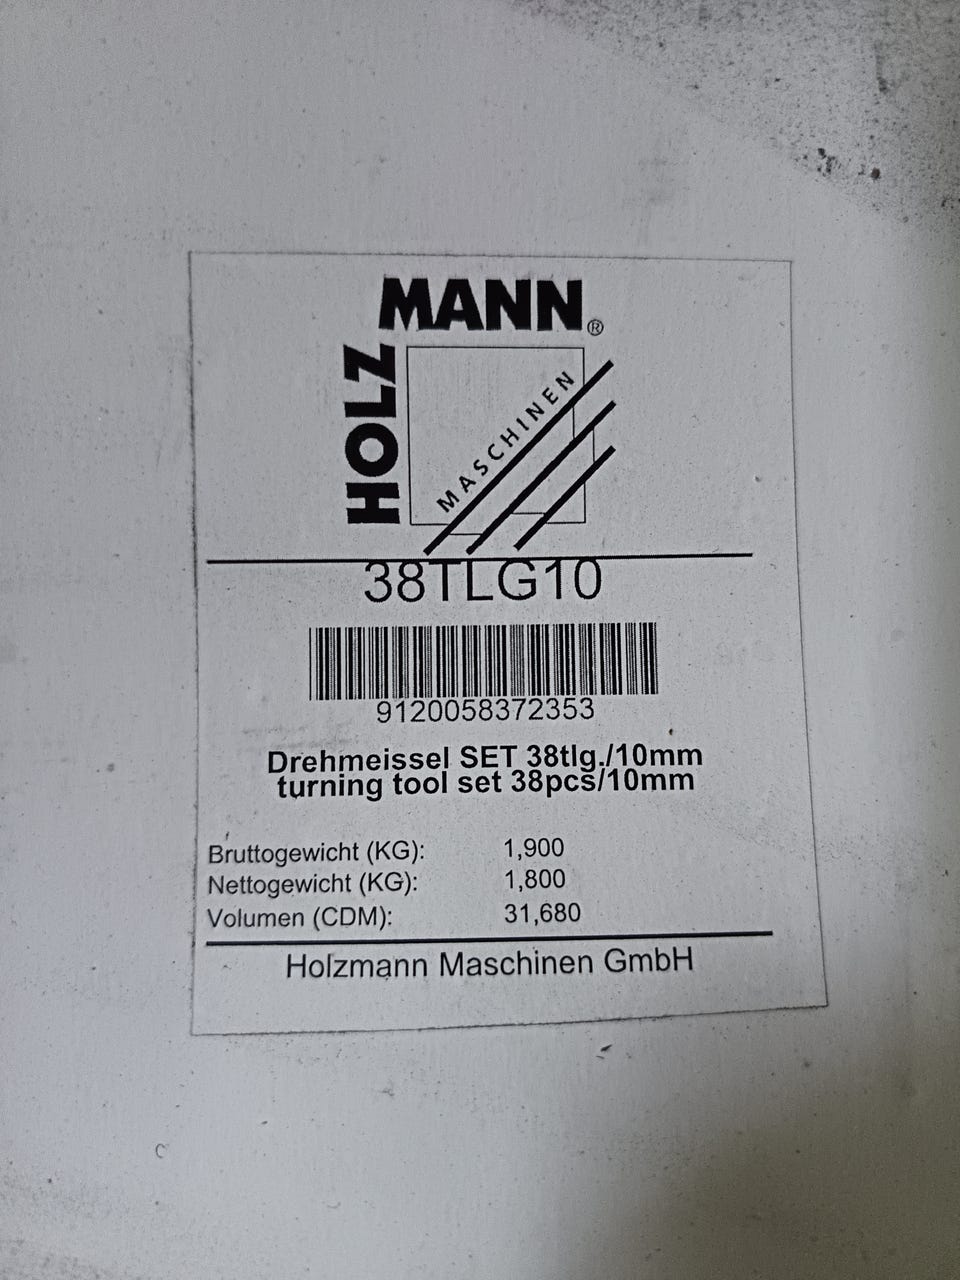 HOLZ
MANN®
MASCHINEN
38TLG10
9120058372353
Drehmeissel SET 38tlg./10mm
turning tool set 38pcs/10mm
Bruttogewicht (KG): 1,900
Nettogewicht (KG): 1,800
Volumen (CDM): 31,680
Holzmann Maschinen GmbH